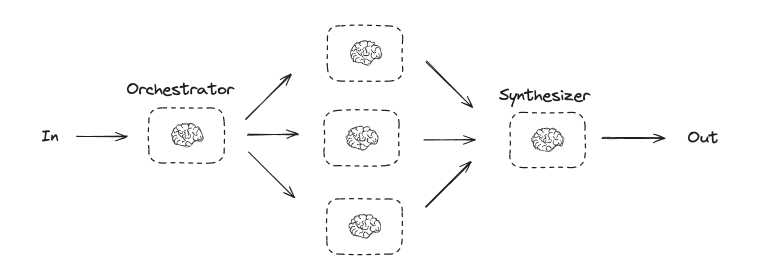 Orchestrator
Synthesizer
In
Out